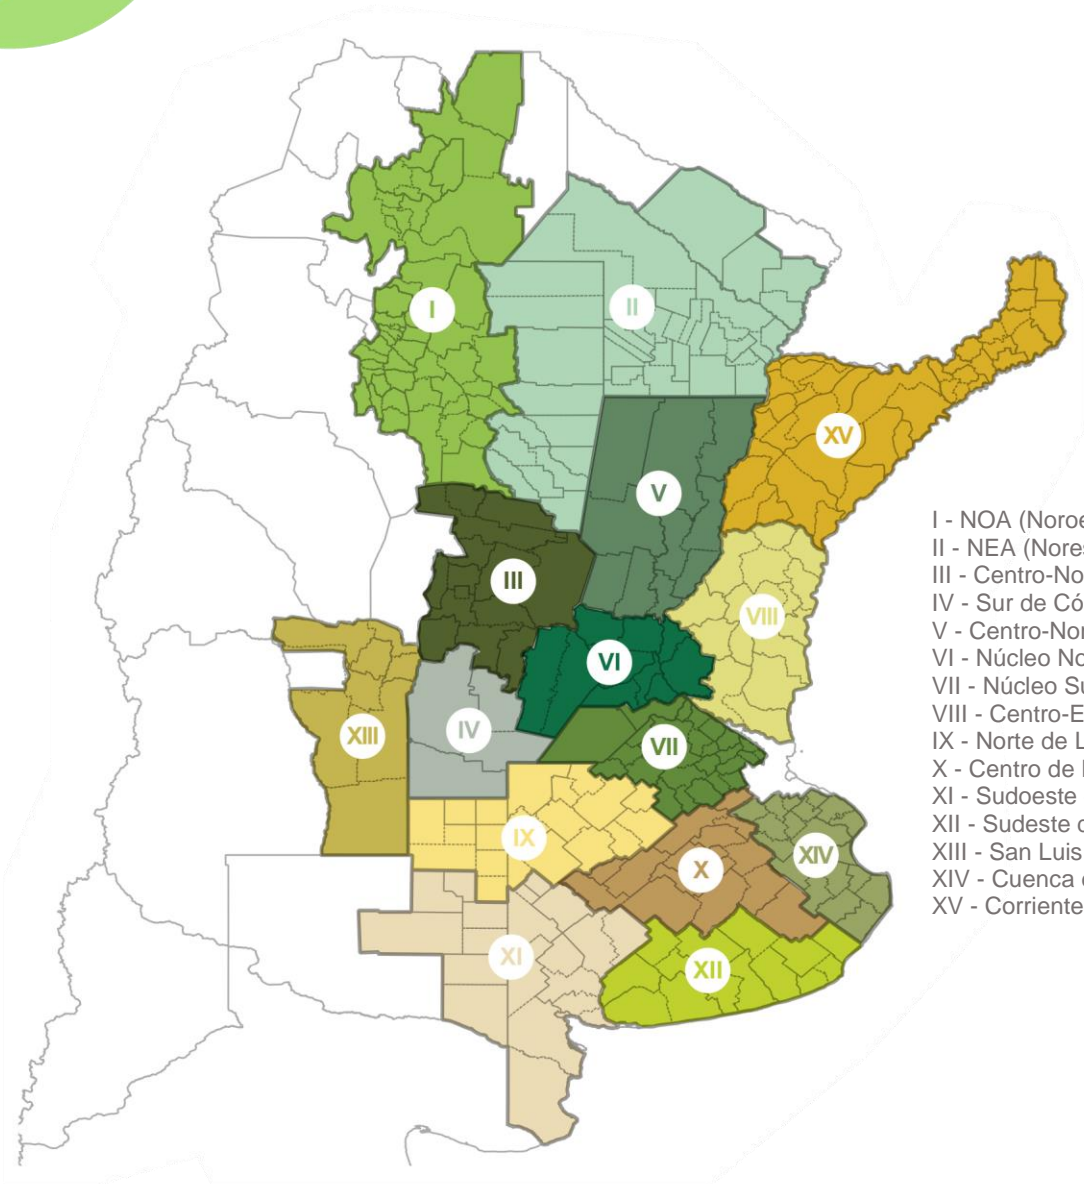 I
II
XV
V
III
VIII
VI
IV
XIII
VII
IX
XIV
X
XI
XII
I - NOA (Noroe
II - NEA (Nores
III - Centro-No
IV - Sur de Có
V - Centro-Nor
VI - Núcleo No
VII - Núcleo Su
VIII - Centro-E
IX - Norte de L
X - Centro de
XI - Sudoeste
XII - Sudeste
XIII - San Luis
XIV - Cuenca
XV - Corriente